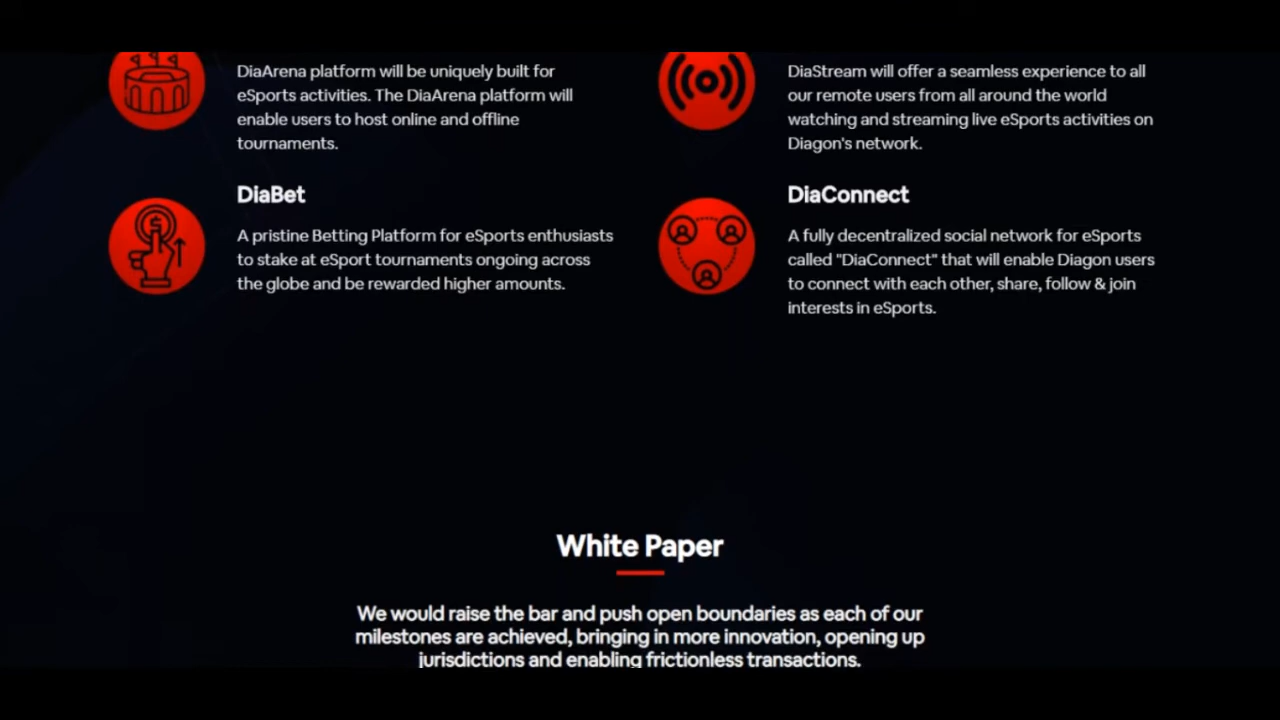 DiaArena platform will be uniquely built for
eSports activities. The DiaArena platform will
enable users to host online and offline
tournaments.
DiaStream will offer a seamless experience to all
our remote users from all around the world
watching and streaming live eSports activities on
Diagon's network.
DiaBet
A pristine Betting Platform for eSports enthusiasts
to stake at eSport tournaments ongoing across
the globe and be rewarded higher amounts.
DiaConnect
A fully decentralized social network for eSports
called "DiaConnect" that will enable Diagon users
to connect with each other, share, follow & join
interests in eSports.
White Paper
We would raise the bar and push open boundaries as each of our
milestones are achieved, bringing in more innovation, opening up
jurisdictions and enabling frictionless transactions.